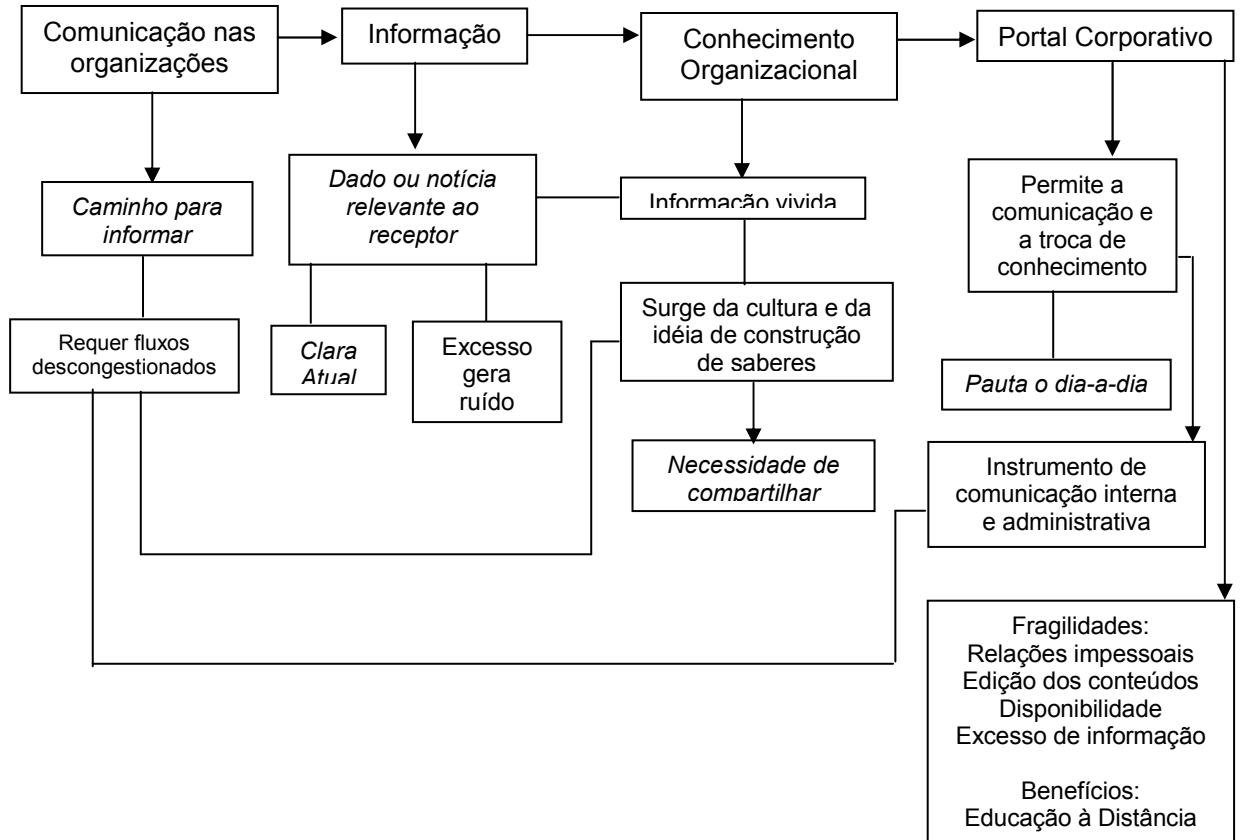 Comunicação nas
organizações
Informação
Conhecimento
Organizacional
Portal Corporativo
Caminho para
informar
Dado ou notícia
relevante ao
receptor
Informação vivida
Permite a
comunicação e
a troca de
conhecimento
Requer fluxos
descongestionados
Clara
Atual
Excesso
gera
ruído
Surge da cultura e da
idéia de construção
de saberes
Pauta o dia-a-dia
Necessidade de
compartilhar
Instrumento de
comunicação interna
e administrativa
Fragilidades:
Relações impessoais
Edição dos conteúdos
Disponibilidade
Excesso de informação
Benefícios:
Educação à Distância